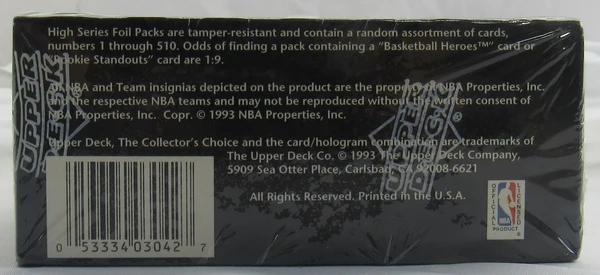 High Series Foil Packs are tamper-resistant and contain a random assortment of cards,
numbers 1 through 510. Odds of finding a pack containing a "Basketball Heroes™" card or
"Rookie Standouts" card are 1:9.
All NBA and Team insignias depicted on the product are the property of NBA Properties, Inc.
and the respective NBA teams and may not be reproduced without the written consent of
NBA Properties, Inc. Copr. © 1993 NBA Properties, Inc.
Upper Deck, The Collector's Choice and the card/hologram combination are trademarks of
The Upper Deck Co. © 1993 The Upper Deck Company,
5909 Sea Otter Place, Carlsbad, CA 92008-6621
All Rights Reserved. Printed in the U.S.A.
UPPER
DECK
UPPER
DECK
OFFICIAL
LICENSED
NBA
PRODUCT
0 53334 03042 7